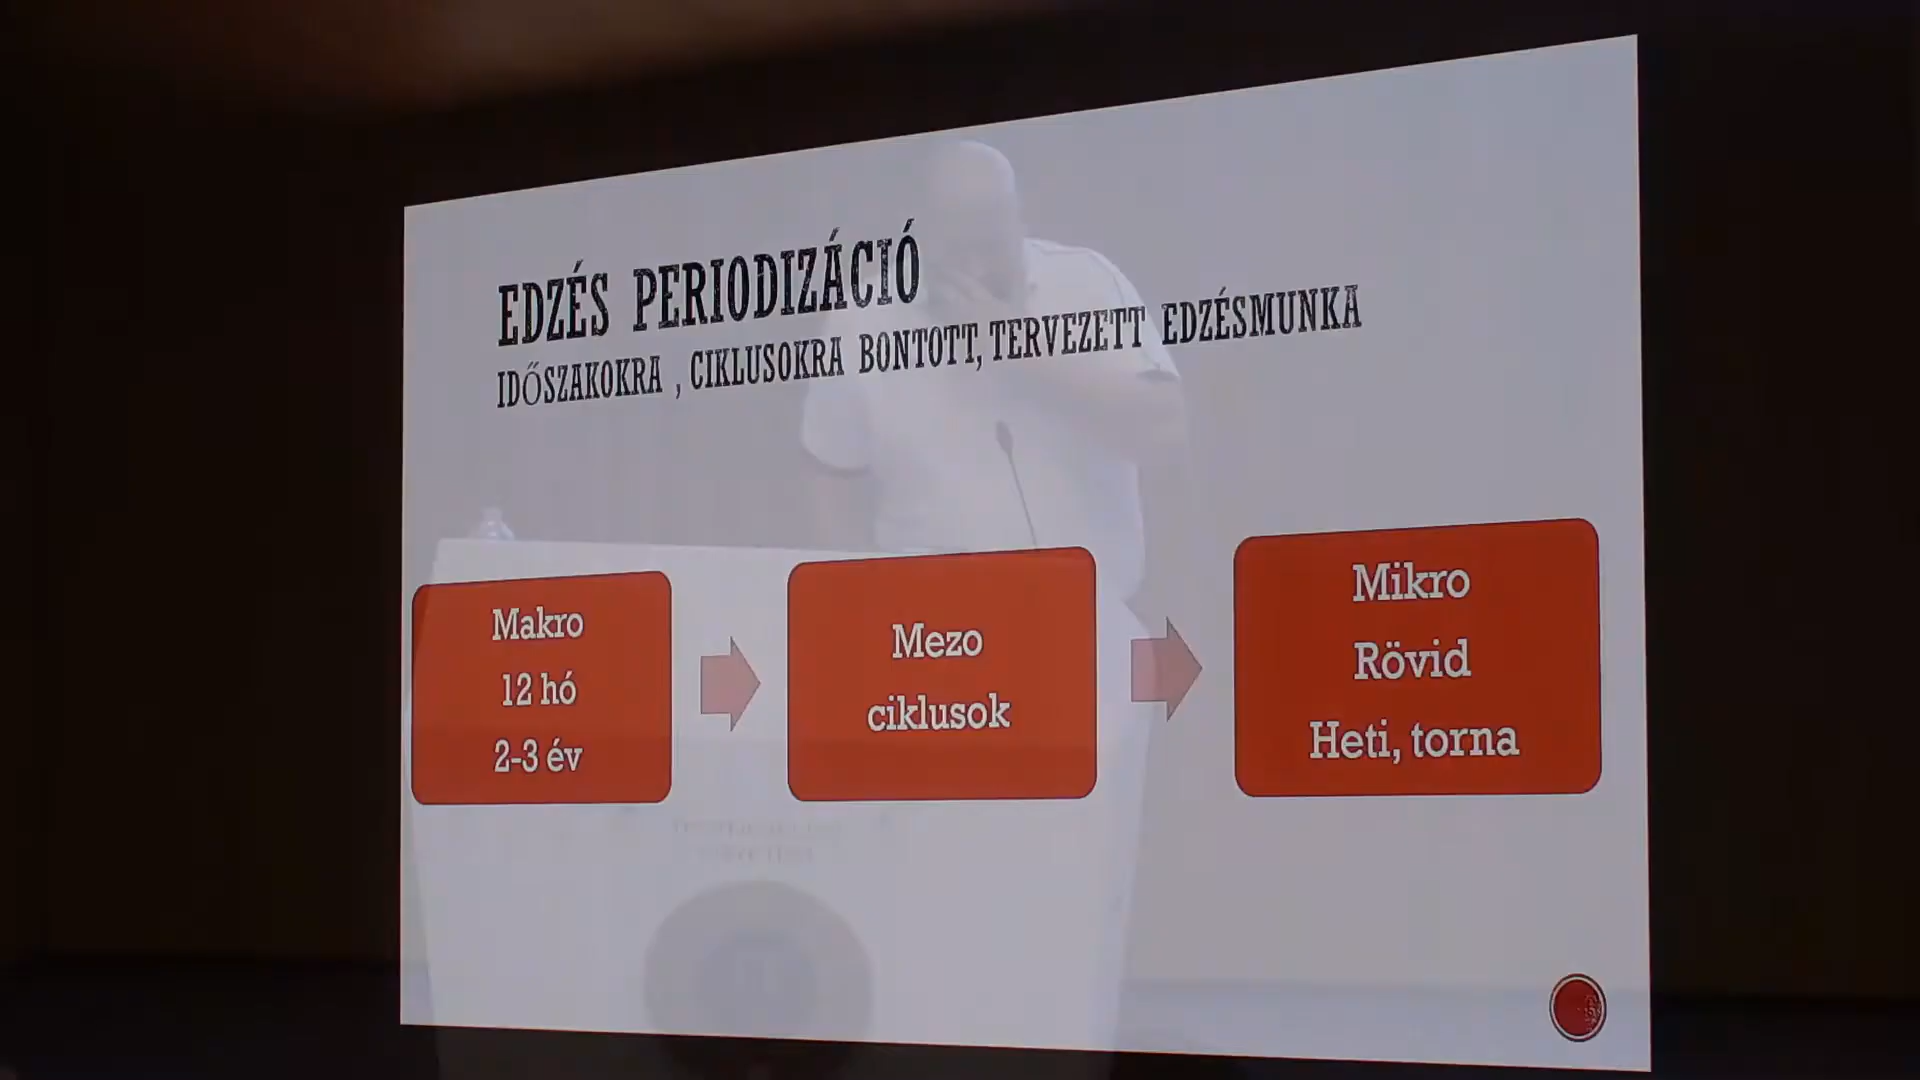 EDZÉS PERIODIZÁCIÓ
IDŐSZAKOKRA , CIKLUSOKRA BONTOTT, TERVEZETT EDZÉSMUNKA
Makro
12 hó
2-3 év
Mezo
ciklusok
Mikro
Rövid
Heti, torna